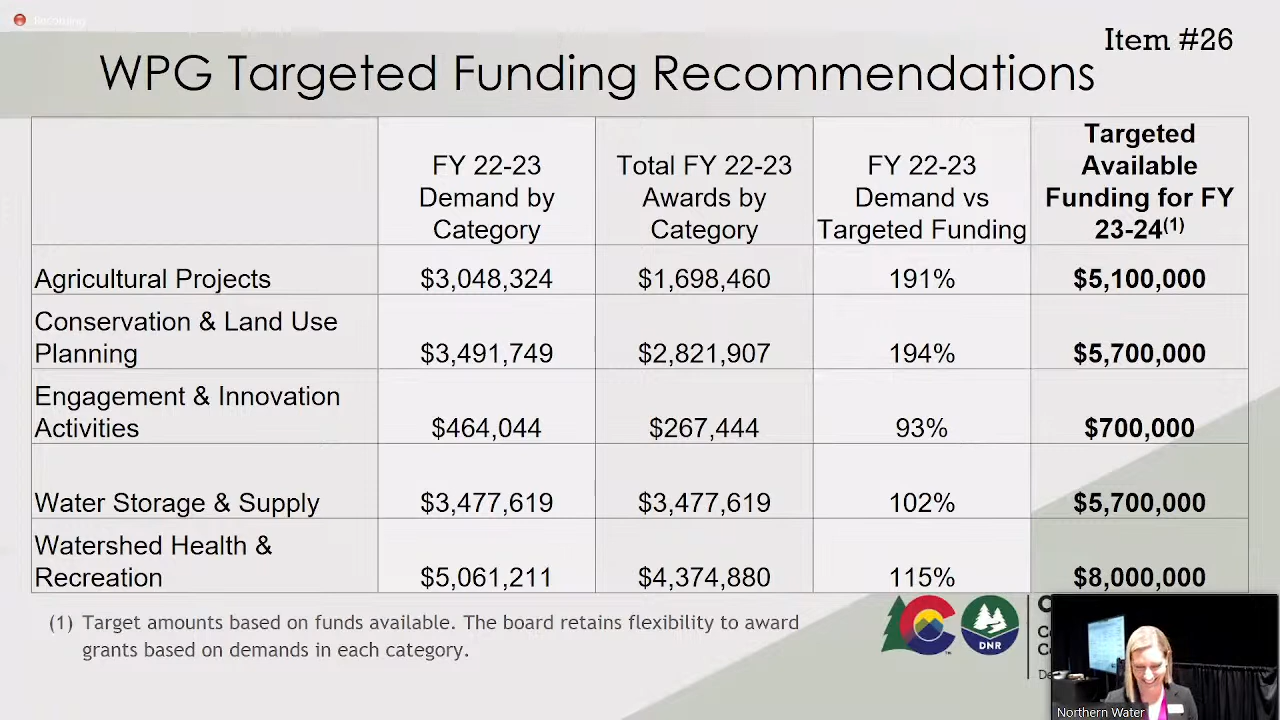 Recording
Item #26
WPG Targeted Funding Recommendations
FY 22-23
Demand by
Category
Total FY 22-23
Awards by
Category
FY 22-23
Demand vs
Targeted Funding
Targeted
Available
Funding for FY
23-24(1)
Agricultural Projects $3,048,324 $1,698,460 191% $5,100,000
Conservation & Land Use
Planning $3,491,749 $2,821,907 194% $5,700,000
Engagement & Innovation
Activities $464,044 $267,444 93% $700,000
Water Storage & Supply $3,477,619 $3,477,619 102% $5,700,000
Watershed Health &
Recreation $5,061,211 $4,374,880 115% $8,000,000
(1) Target amounts based on funds available. The board retains flexibility to award
grants based on demands in each category.
DNR
Northern Water